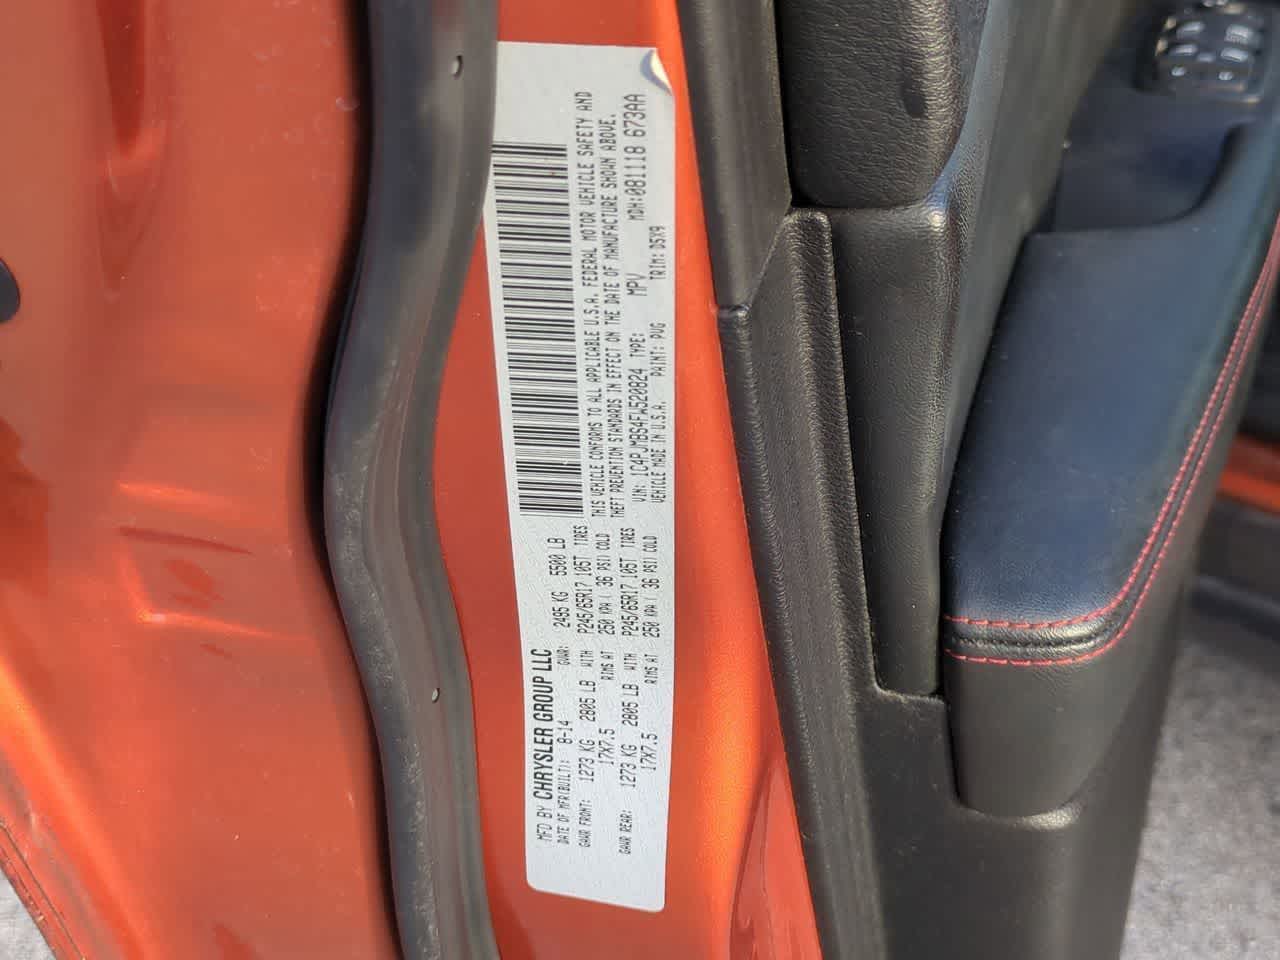 MFD BY CHRYSLER GROUP LLC
DATE OF MFR(BUILT): 8-14 GVWR: 2495 KG 5500 LB
GAWR FRONT: 1273 KG 2805 LB WITH P245/65R17 105T TIRES
17X7.5 RIMS AT 250 KPA ( 36 PSI) COLD
GAWR REAR: 1273 KG 2805 LB WITH P245/65R17 105T TIRES
17X7.5 RIMS AT 250 KPA ( 36 PSI) COLD
THIS VEHICLE CONFORMS TO ALL APPLICABLE U.S.A. FEDERAL MOTOR VEHICLE SAFETY AND
THEFT PREVENTION STANDARDS IN EFFECT ON THE DATE OF MANUFACTURE SHOWN ABOVE.
VIN: 1C4PJMBS4FW520824 TYPE: MPV MDH: 081118 673AA
VEHICLE MADE IN U.S.A. PAINT: PVG TRIM: D5X9